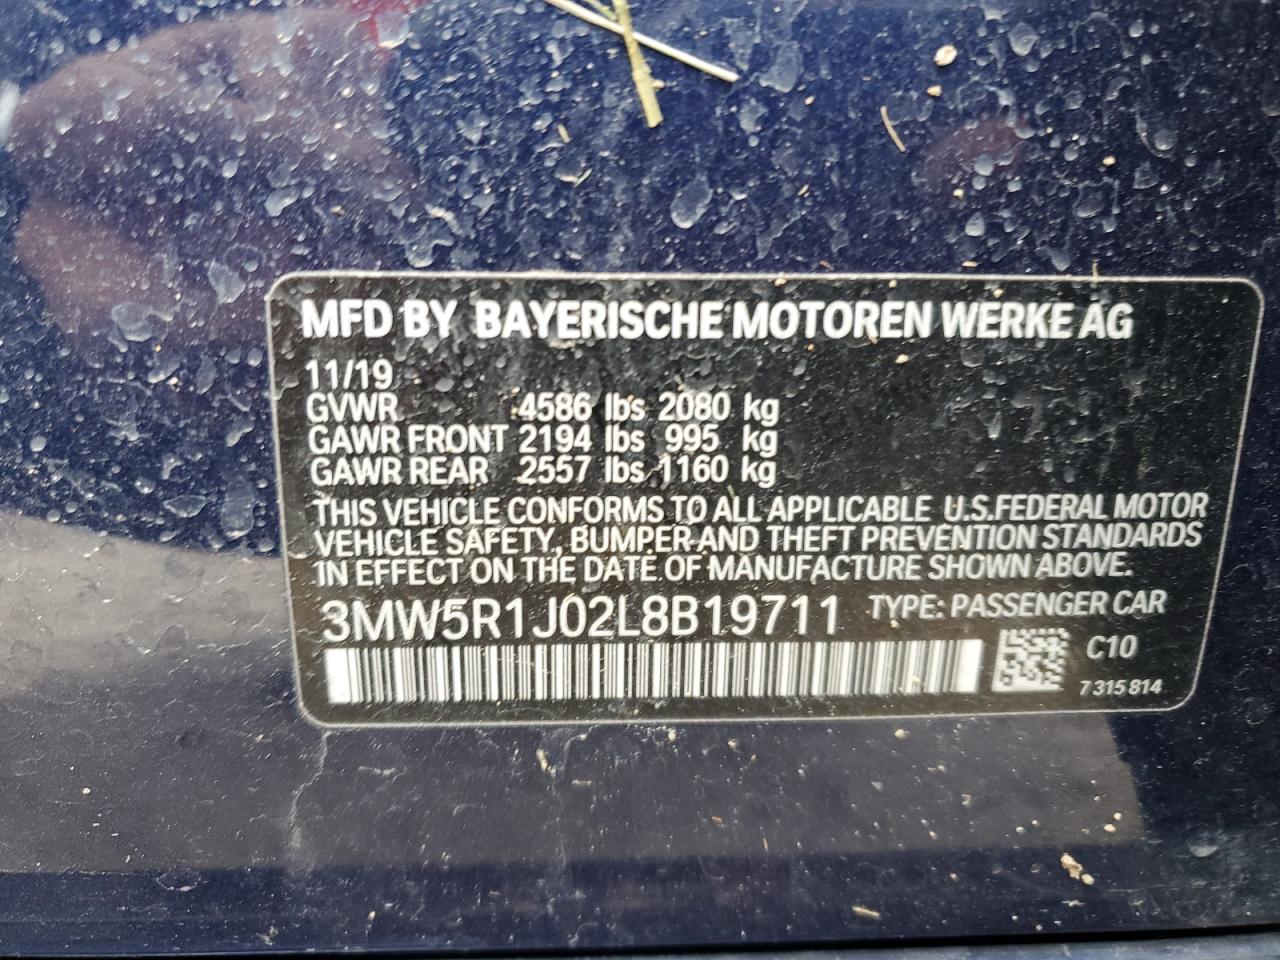 MFD BY BAYERISCHE MOTOREN WERKE AG
11/19
GVWR 4586 lbs 2080 kg
GAWR FRONT 2194 lbs 995 kg
GAWR REAR 2557 lbs 1160 kg
THIS VEHICLE CONFORMS TO ALL APPLICABLE U.S.FEDERAL MOTOR
VEHICLE SAFETY, BUMPER AND THEFT PREVENTION STANDARDS
IN EFFECT ON THE DATE OF MANUFACTURE SHOWN ABOVE.
3MW5R1J02L8B19711 TYPE: PASSENGER CAR
C10
7 315 814